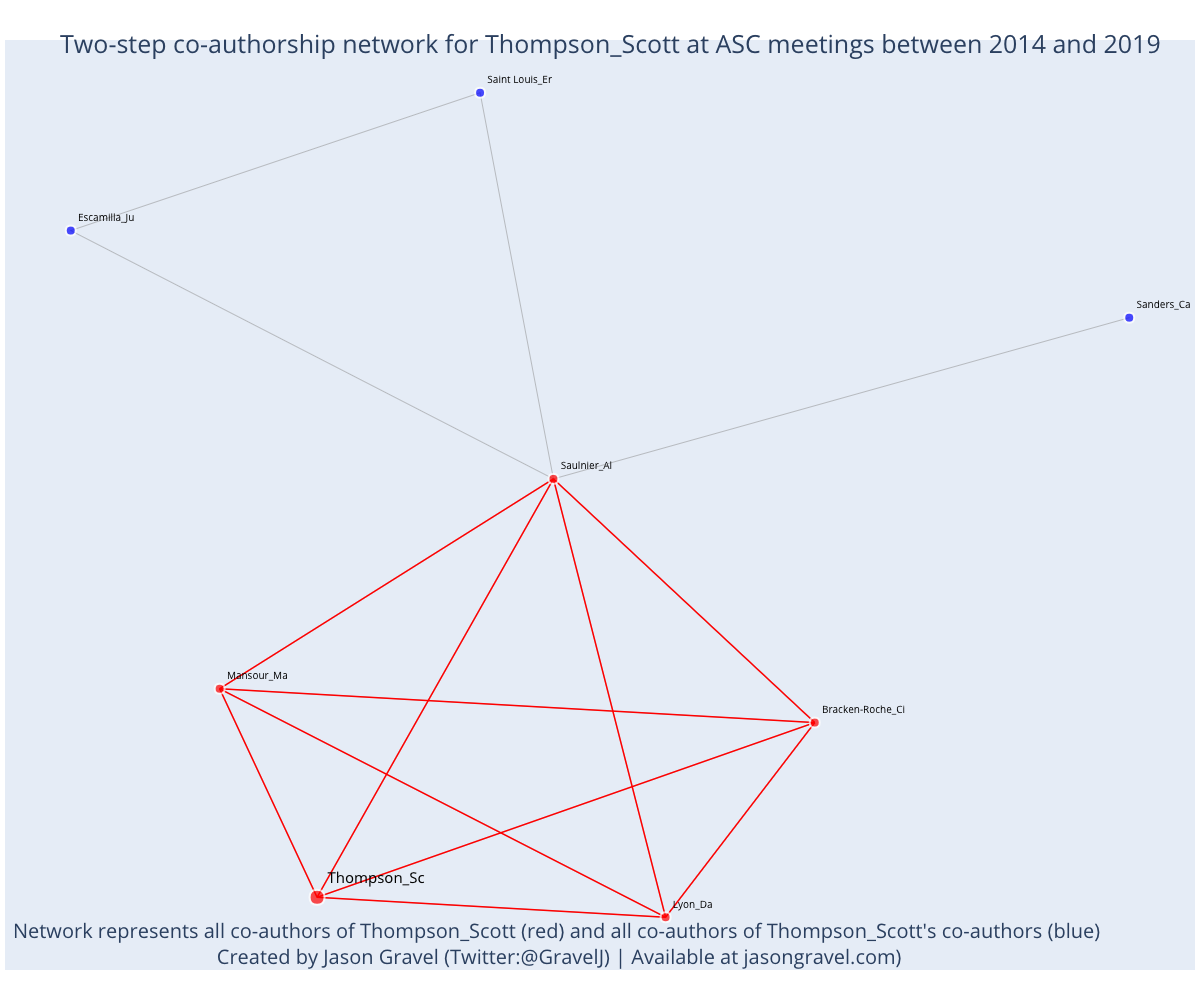 Two-step co-authorship network for Thompson_Scott at ASC meetings between 2014 and 2019
Saint Louis_Er
Escamilla_Ju
Sanders_Ca
Saulnier_Al
Mansour_Ma
Bracken-Roche_Ci
Thompson_Sc
Lyon_Da
Network represents all co-authors of Thompson_Scott (red) and all co-authors of Thompson_Scott's co-authors (blue)
Created by Jason Gravel (Twitter:@GravelJ) | Available at jasongravel.com)